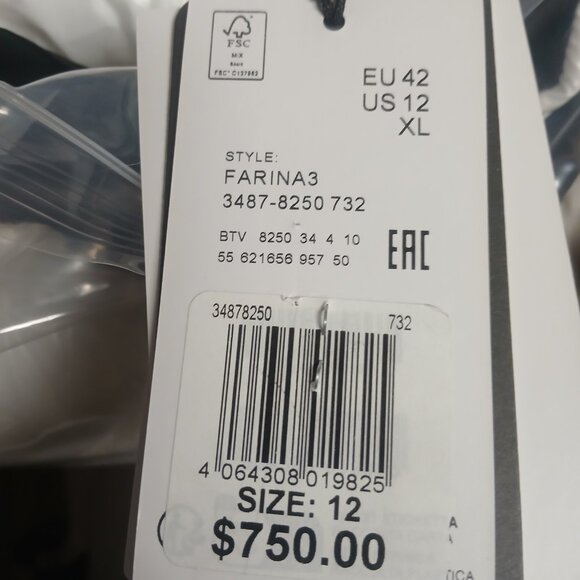 FSC
MIX
FSC® C137983
EU 42
US 12
XL
STYLE:
FARINA3
3487-8250 732
BTV 8250 34 4 10
55 621656 957 50
EAC
34878250 732
4 064308 019825
SIZE: 12
$750.00